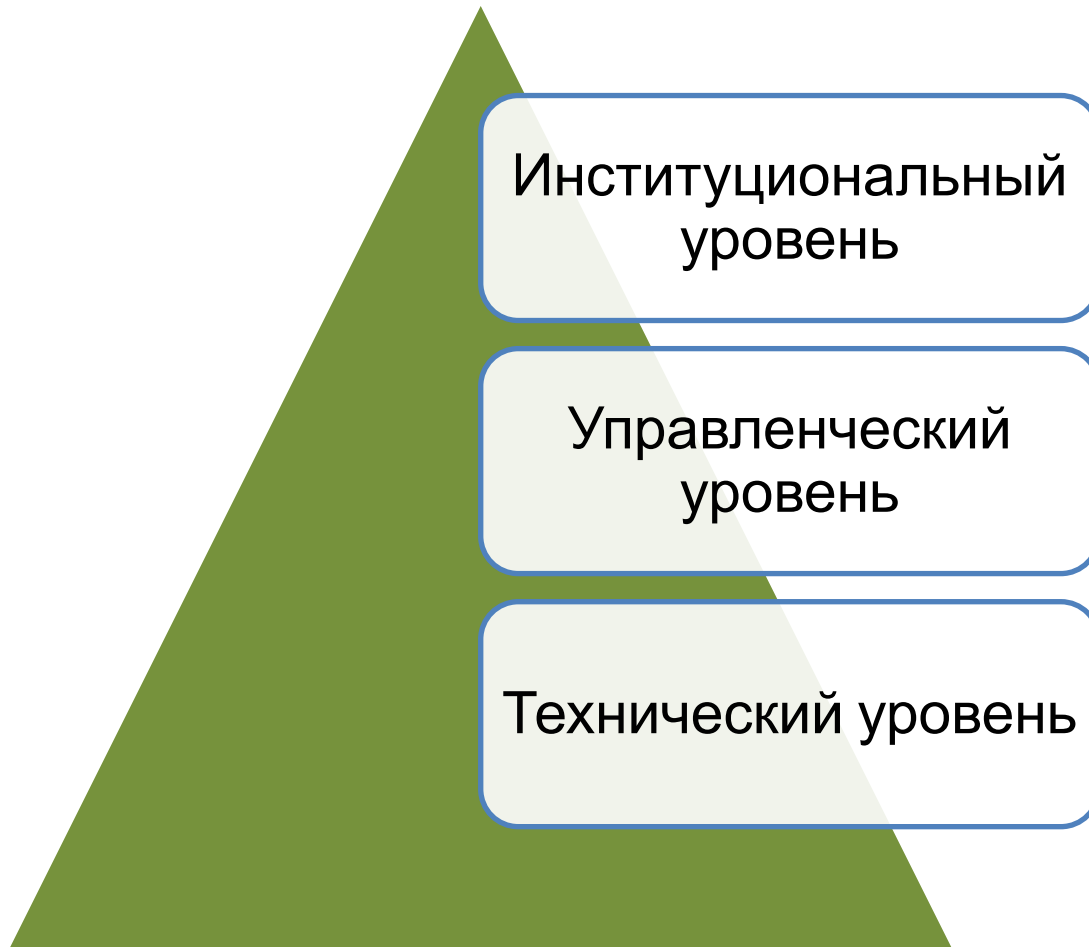 Институциональный
уровень
Управленческий
уровень
Технический уровень